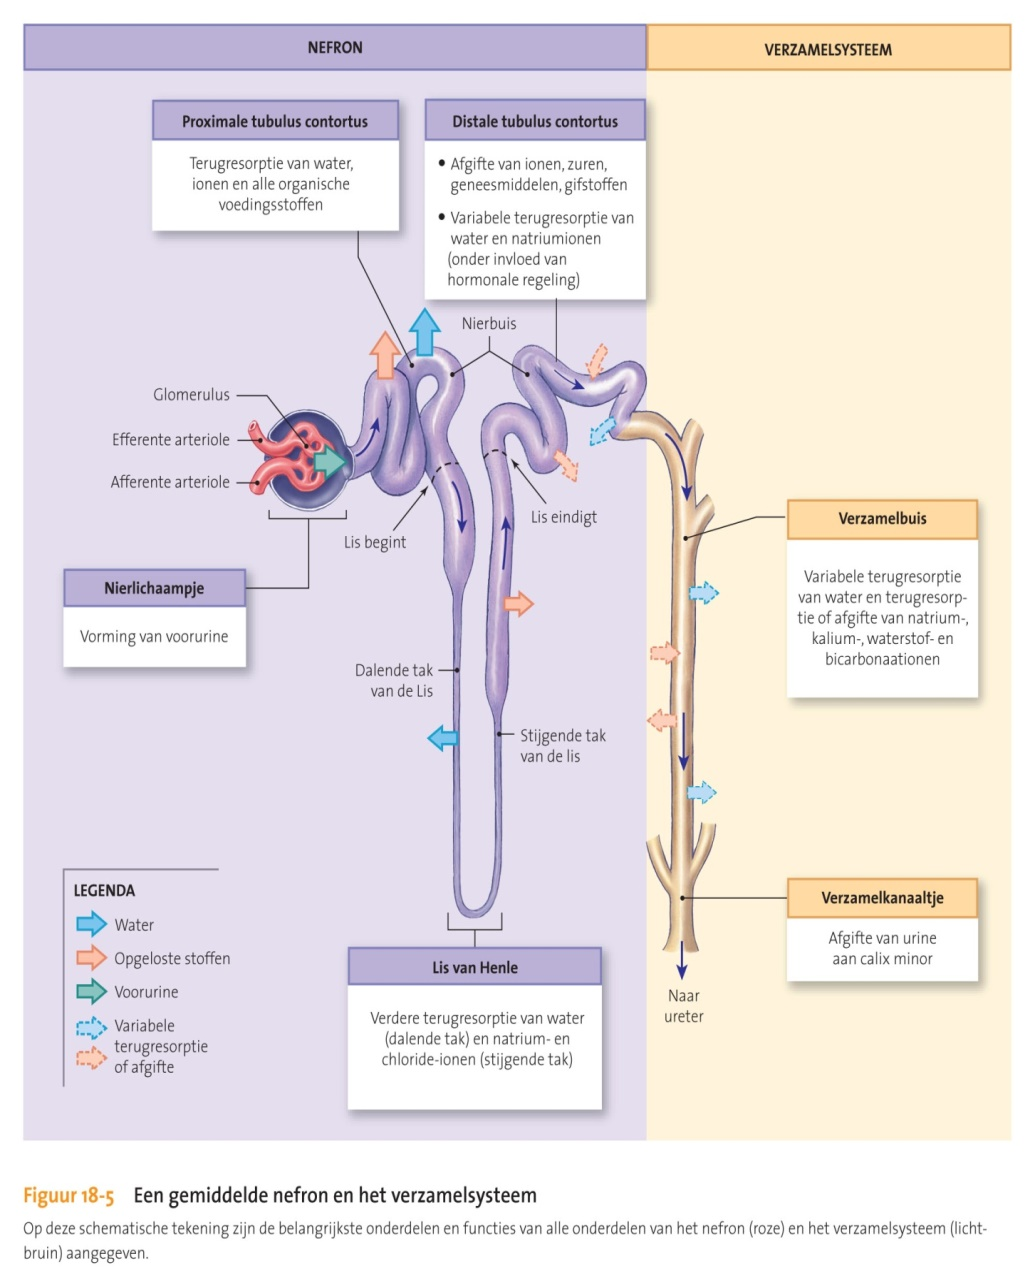 NEFRON
VERZAMELSYSTEEM
Proximale tubulus contortus
Terugresorptie van water,
ionen en alle organische
voedingsstoffen
Distale tubulus contortus
• Afgifte van ionen, zuren,
geneesmiddelen, gifstoffen
• Variabele terugresorptie van
water en natriumionen
(onder invloed van
hormonale regeling)
Nierbuis
Glomerulus
Efferente arteriole
Afferente arteriole
Lis begint
Lis eindigt
Nierlichaampje
Vorming van voorurine
Verzamelbuis
Variabele terugresorptie
van water en terugresorp-
tie of afgifte van natrium-,
kalium-, waterstof- en
bicarbonaationen
Dalende tak
van de Lis
Stijgende tak
van de lis
LEGENDA
Water
Opgeloste stoffen
Voorurine
Variabele
terugresorptie
of afgifte
Lis van Henle
Verdere terugresorptie van water
(dalende tak) en natrium- en
chloride-ionen (stijgende tak)
Verzamelkanaaltje
Afgifte van urine
aan calix minor
Naar
ureter
Figuur 18-5 Een gemiddelde nefron en het verzamelsysteem
Op deze schematische tekening zijn de belangrijkste onderdelen en functies van alle onderdelen van het nefron (roze) en het verzamelsysteem (licht-
bruin) aangegeven.